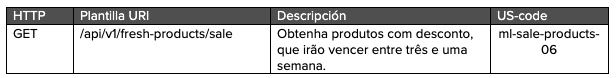 HTTP Plantilla URI Descripción US-code
GET /api/v1/fresh-products/sale Obtenha produtos com desconto, ml-sale-products-
que irão vencer entre três e uma 06
semana.